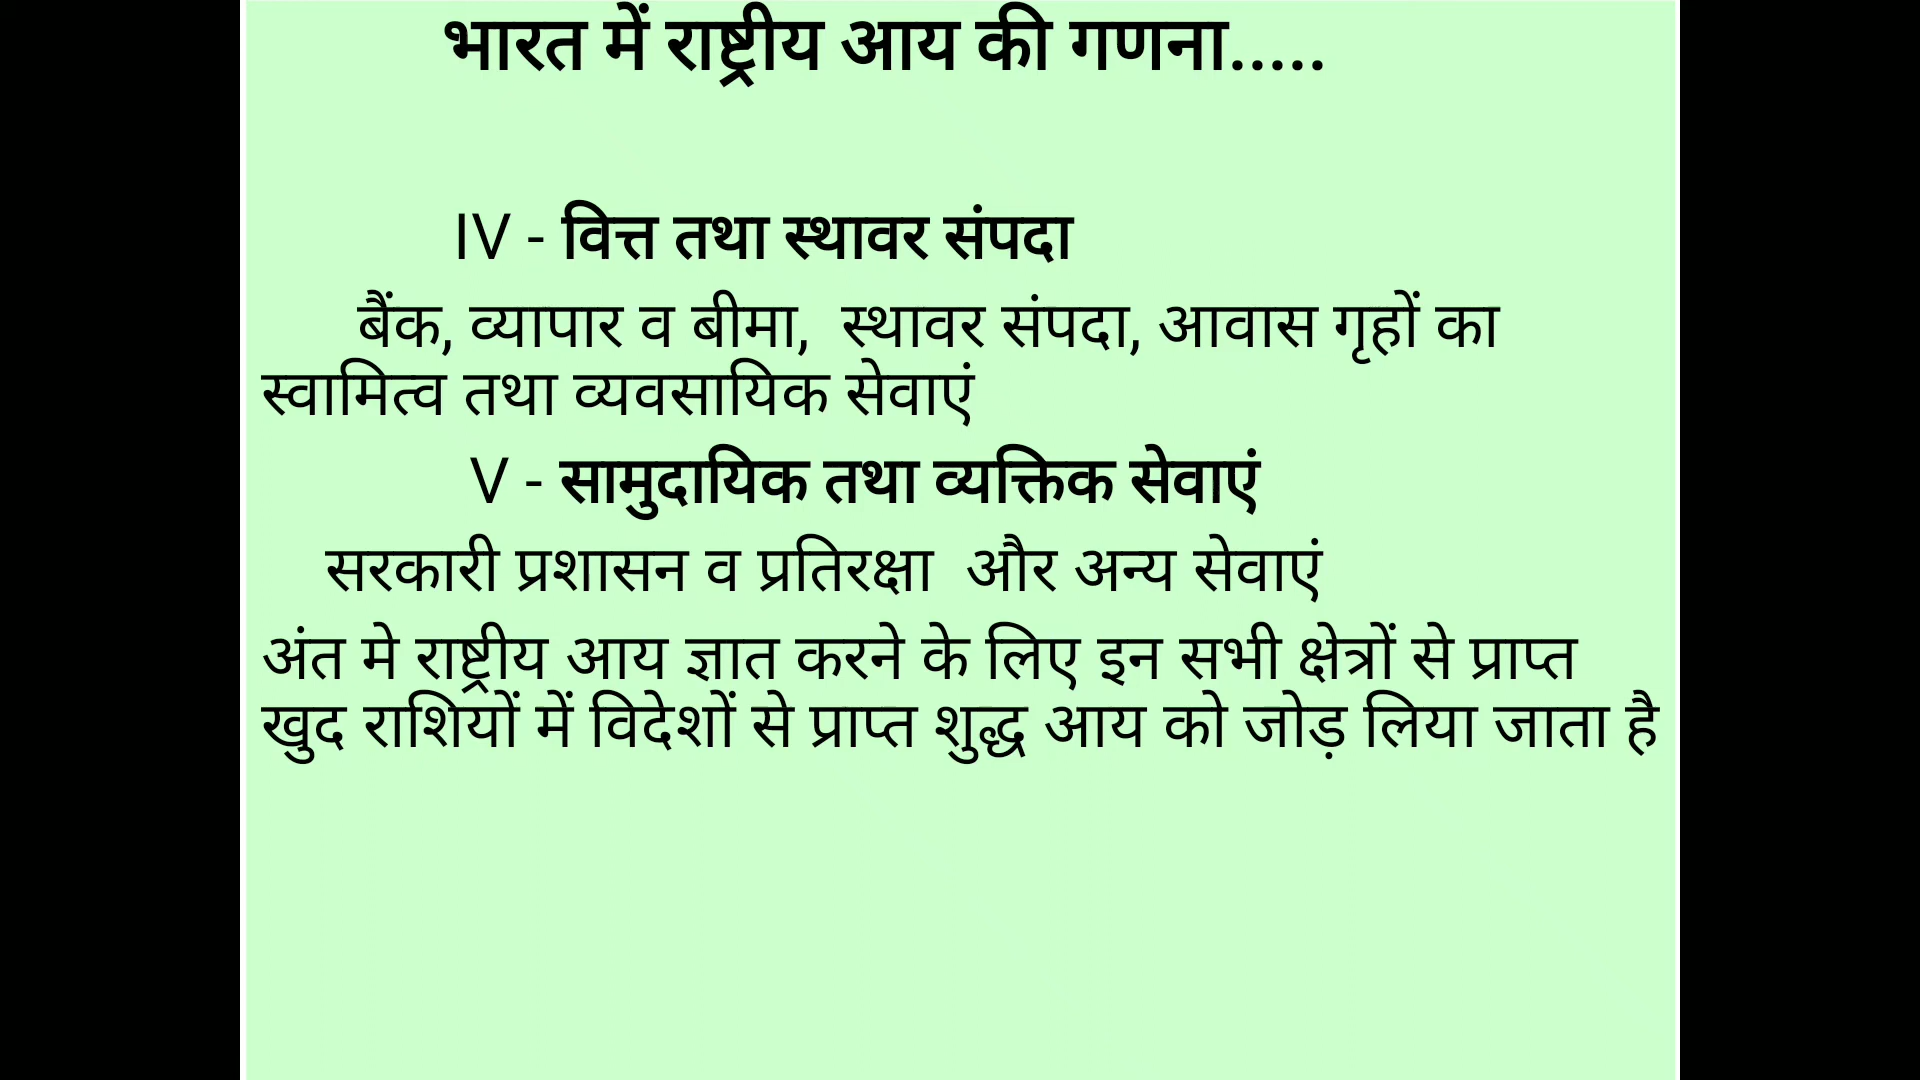 भारत में राष्ट्रीय आय की गणना.....
IV - वित्त तथा स्थावर संपदा
बैंक, व्यापार व बीमा, स्थावर संपदा, आवास गृहों का
स्वामित्व तथा व्यवसायिक सेवाएं
V - सामुदायिक तथा व्यक्तिक सेवाएं
सरकारी प्रशासन व प्रतिरक्षा और अन्य सेवाएं
अंत मे राष्ट्रीय आय ज्ञात करने के लिए इन सभी क्षेत्रों से प्राप्त
खुद राशियों में विदेशों से प्राप्त शुद्ध आय को जोड़ लिया जाता है